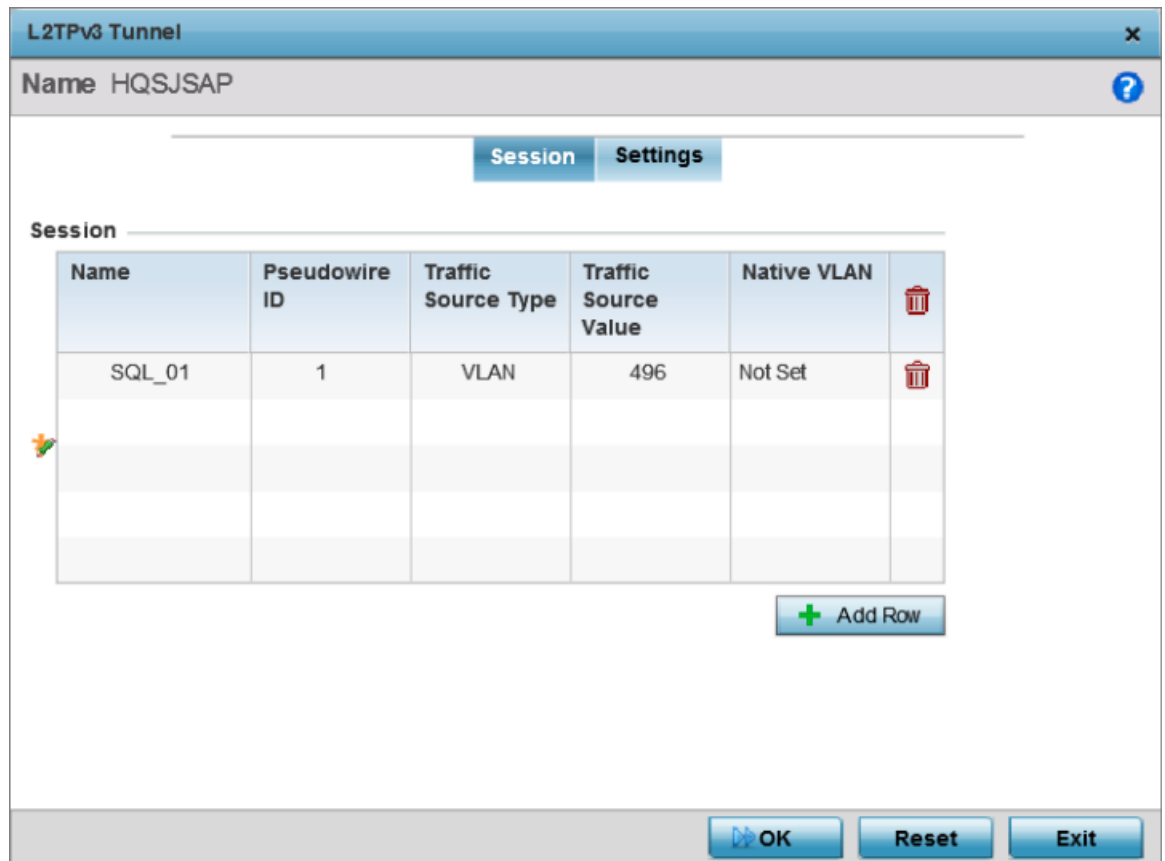 L2TPv3 Tunnel
Name HQSJSAP
Session Settings
Session
Name Pseudowire ID Traffic Source Type Traffic Source Value Native VLAN
SQL_01 1 VLAN 496 Not Set
Add Row
OK Reset Exit